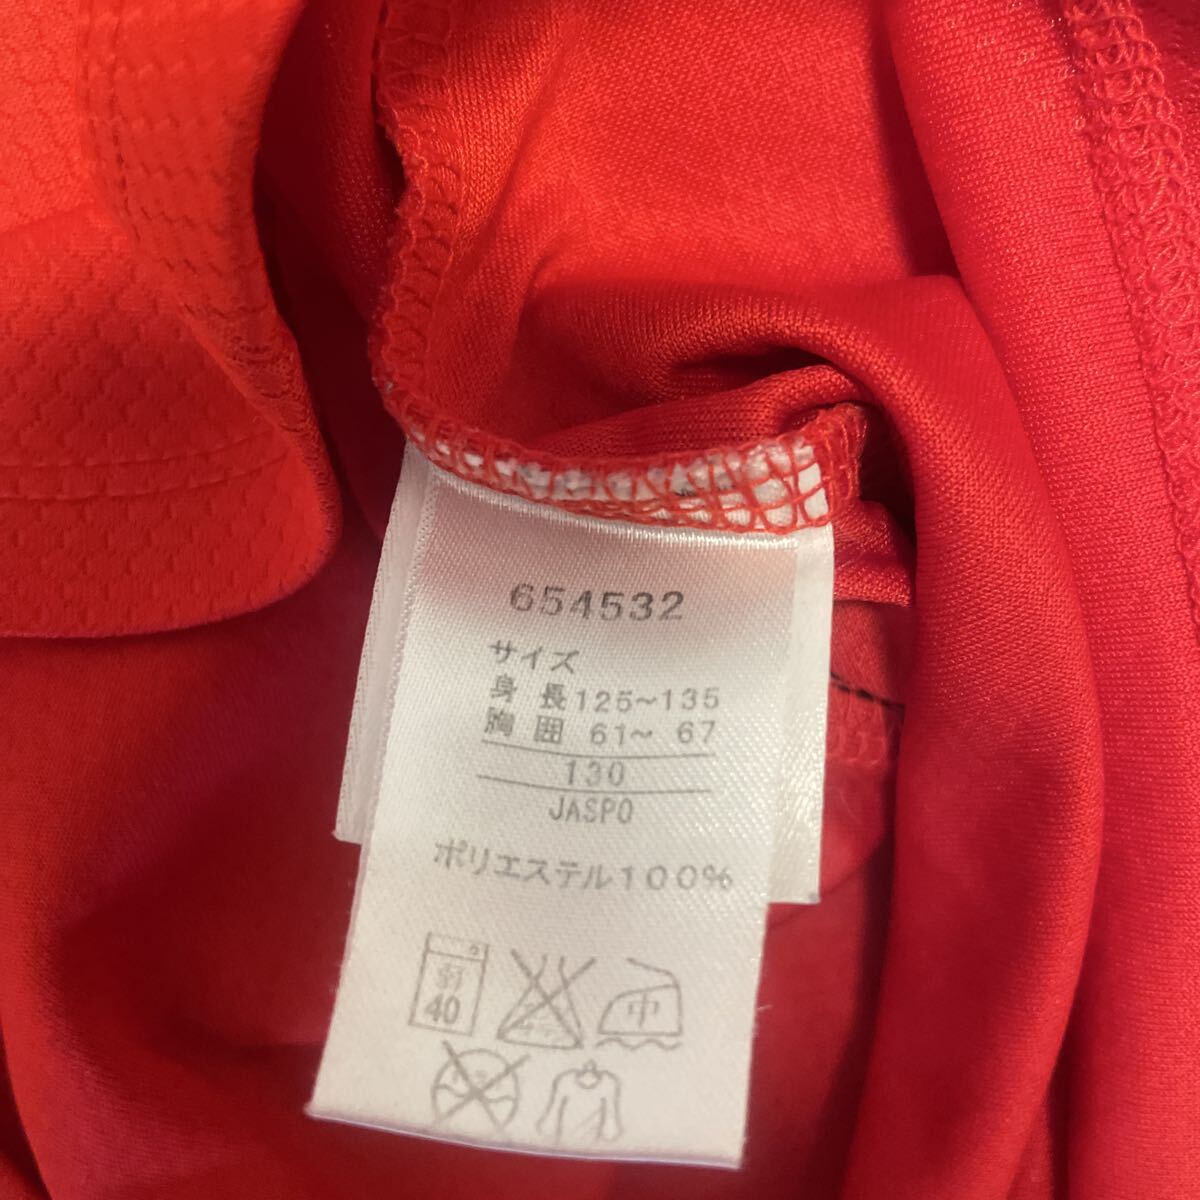 654532
サイズ
身 長125~135
胸 囲 61~ 67
130
JASPO
ポリエステル100%
弱
40
中